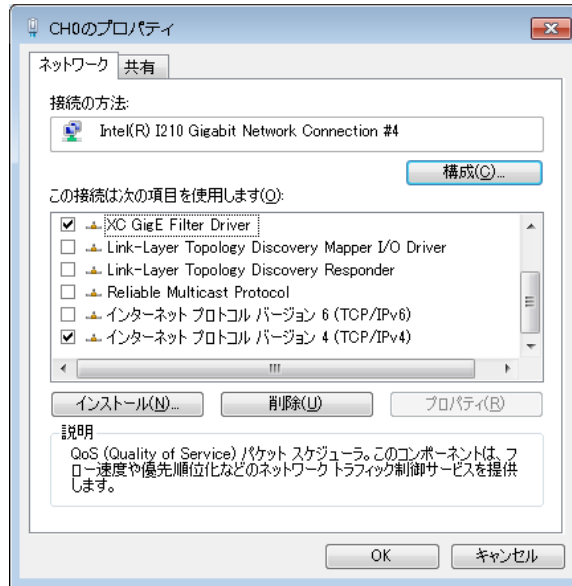 CH0のプロパティ
ネットワーク
共有
接続の方法:
Intel(R) I210 Gigabit Network Connection #4
構成(C)...
この接続は次の項目を使用します(O):
XC GigE Filter Driver
Link-Layer Topology Discovery Mapper I/O Driver
Link-Layer Topology Discovery Responder
Reliable Multicast Protocol
インターネット プロトコル バージョン 6 (TCP/IPv6)
インターネット プロトコル バージョン 4 (TCP/IPv4)
インストール(N)...
削除(U)
プロパティ(R)
説明
QoS (Quality of Service) パケット スケジューラ。このコンポーネントは、フ
ロー速度や優先順位化などのネットワーク トラフィック制御サービスを提供
します。
OK
キャンセル